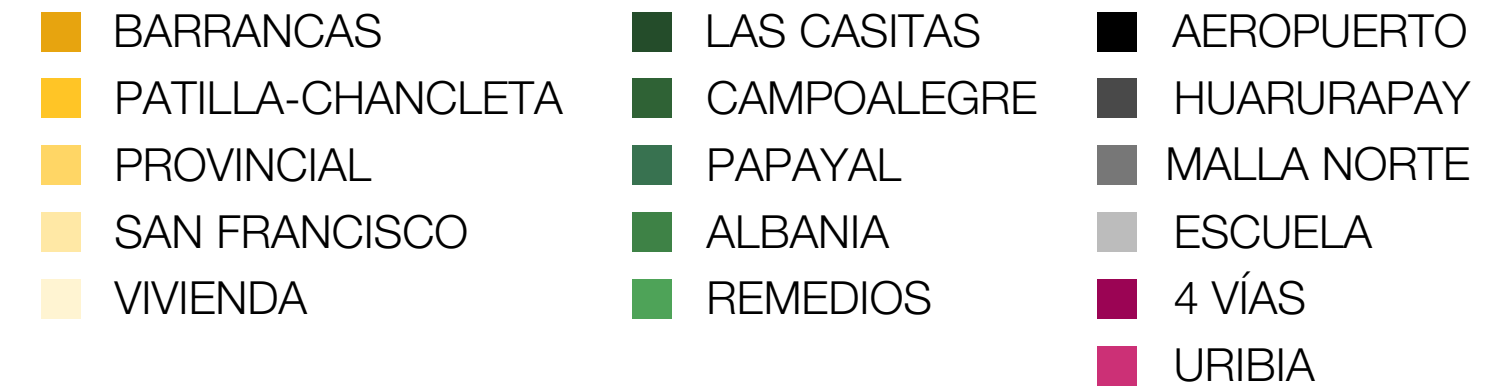 BARRANCAS
PATILLA-CHANCLETA
PROVINCIAL
SAN FRANCISCO
VIVIENDA
LAS CASITAS
CAMPOALEGRE
PAPAYAL
ALBANIA
REMEDIOS
AEROPUERTO
HUARURAPAY
MALLA NORTE
ESCUELA
4 VÍAS
URIBIA